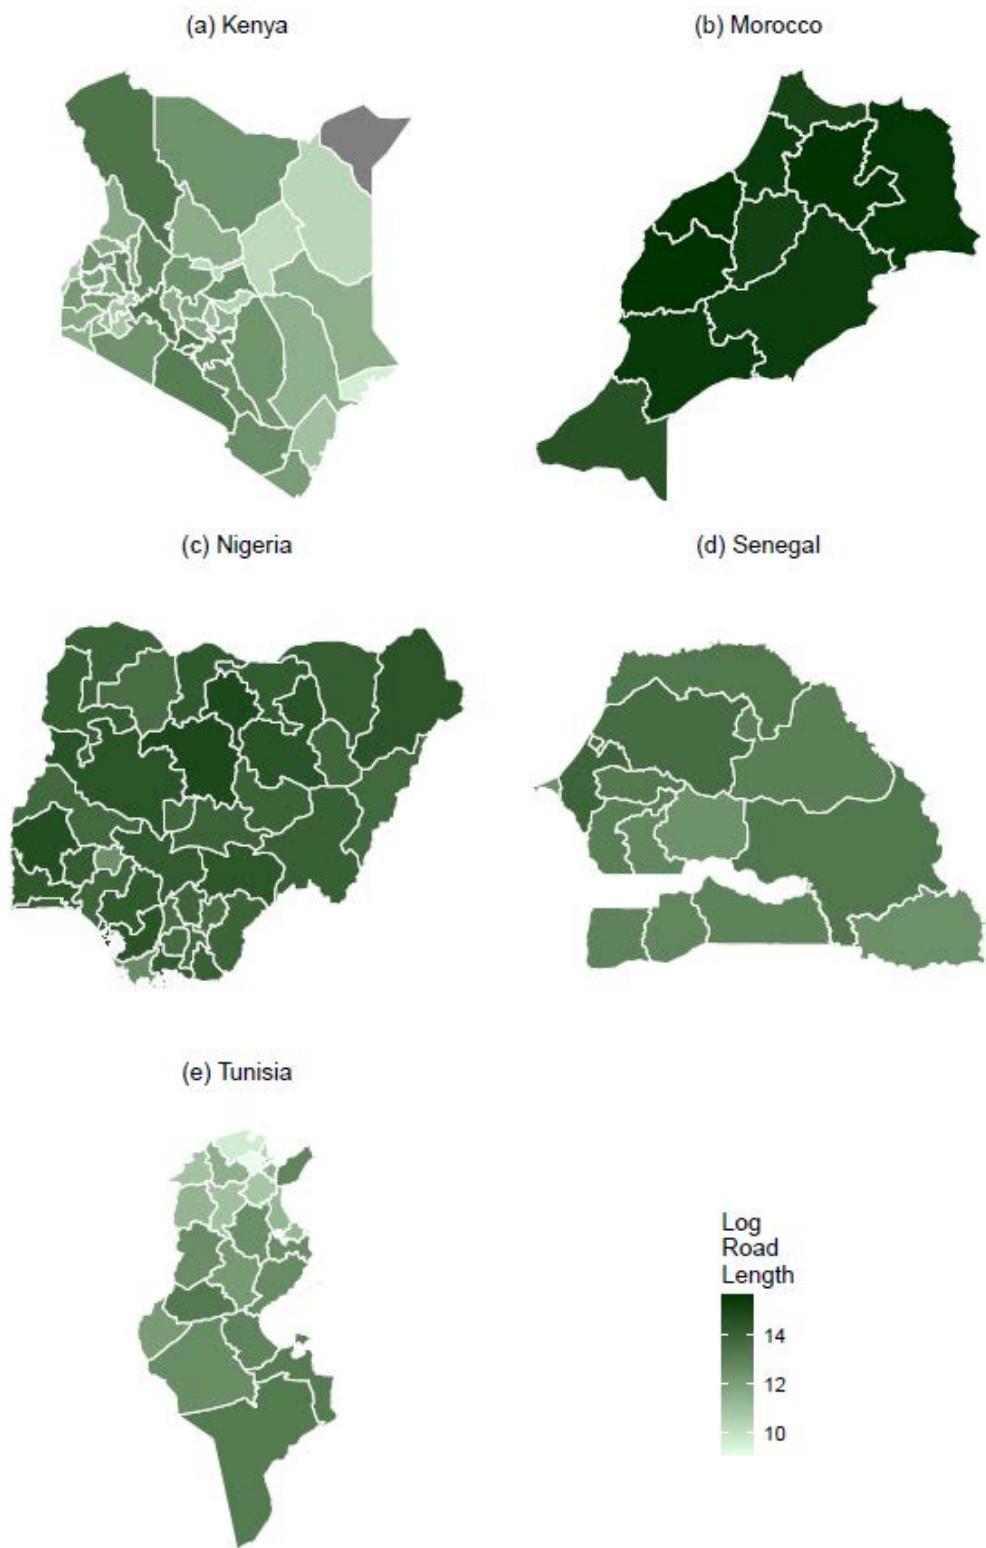 (a) Kenya
(b) Morocco
(c) Nigeria
(d) Senegal
(e) Tunisia
Log
Road
Length
14
12
10